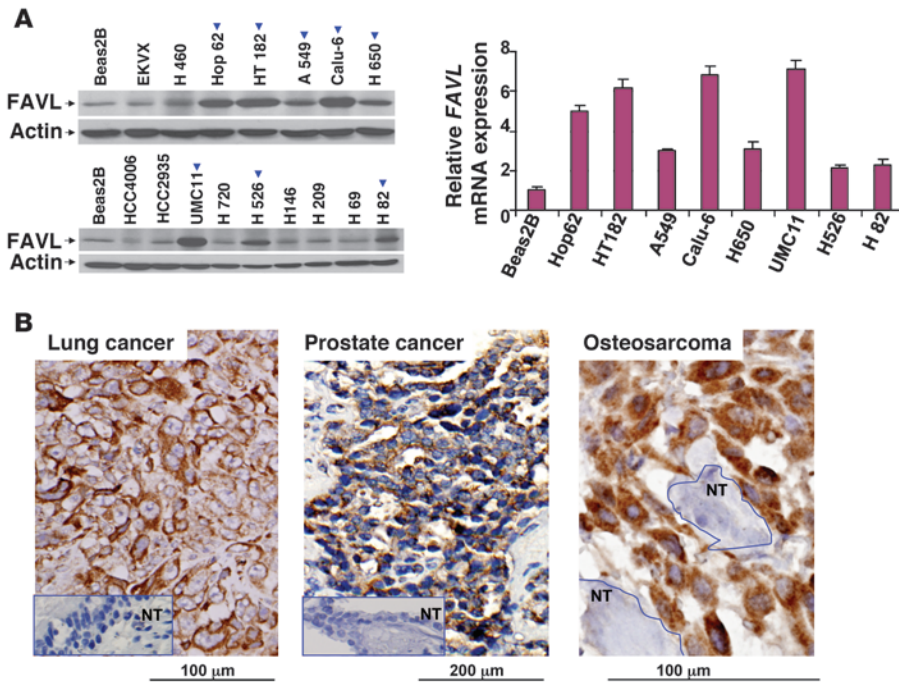 A
Beas2B
EKVX
H 460
Hop 62
HT 182
A 549
Calu-6
H 650
FAVL
Actin
Beas2B
HCC4006
HCC2935
UMC11
H 720
H 526
H146
H 209
H 69
H 82
FAVL
Actin
Relative FAVL
mRNA expression
8
6
4
2
0
Beas2B
Hop62
HT182
A549
Calu-6
H650
UMC11
H526
H 82
B
Lung cancer
Prostate cancer
Osteosarcoma
NT
NT
NT
NT
100 µm
200 µm
100 µm